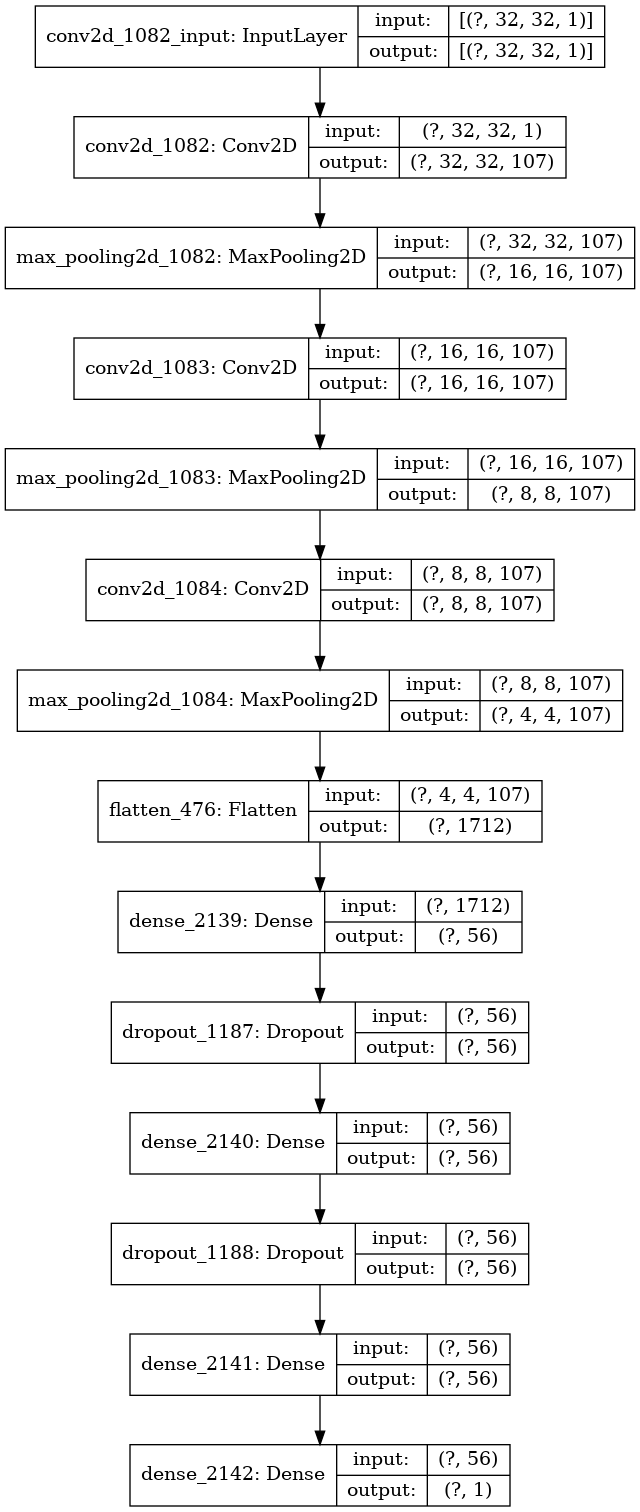 conv2d_1082_input: InputLayer
input: [(?, 32, 32, 1)]
output: [(?, 32, 32, 1)]
conv2d_1082: Conv2D
input: (?, 32, 32, 1)
output: (?, 32, 32, 107)
max_pooling2d_1082: MaxPooling2D
input: (?, 32, 32, 107)
output: (?, 16, 16, 107)
conv2d_1083: Conv2D
input: (?, 16, 16, 107)
output: (?, 16, 16, 107)
max_pooling2d_1083: MaxPooling2D
input: (?, 16, 16, 107)
output: (?, 8, 8, 107)
conv2d_1084: Conv2D
input: (?, 8, 8, 107)
output: (?, 8, 8, 107)
max_pooling2d_1084: MaxPooling2D
input: (?, 8, 8, 107)
output: (?, 4, 4, 107)
flatten_476: Flatten
input: (?, 4, 4, 107)
output: (?, 1712)
dense_2139: Dense
input: (?, 1712)
output: (?, 56)
dropout_1187: Dropout
input: (?, 56)
output: (?, 56)
dense_2140: Dense
input: (?, 56)
output: (?, 56)
dropout_1188: Dropout
input: (?, 56)
output: (?, 56)
dense_2141: Dense
input: (?, 56)
output: (?, 56)
dense_2142: Dense
input: (?, 56)
output: (?, 1)